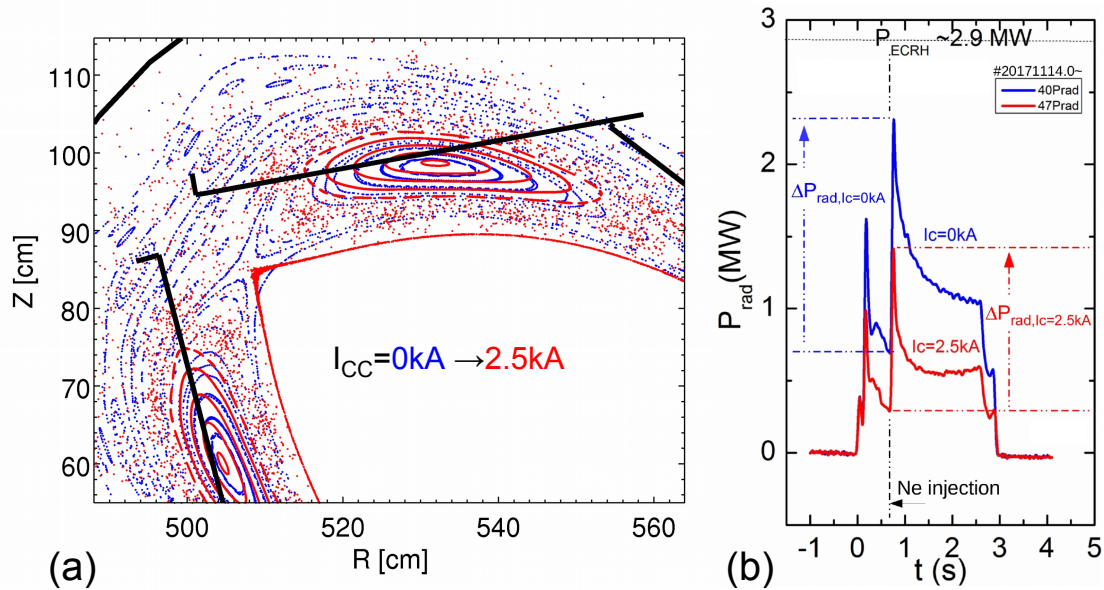 110
100
90
80
70
60
Z [cm]
I_CC=0kA →2.5kA
500 520 540 560
R [cm]
(a)
3
2
1
0
P_rad(MW)
P_ECRH ~2.9 MW
#20171114.0~
40Prad
47Prad
ΔP_rad,Ic=0kA
Ic=0kA
ΔP_rad,Ic=2.5kA
Ic=2.5kA
Ne injection
-1 0 1 2 3 4 5
t (s)
(b)